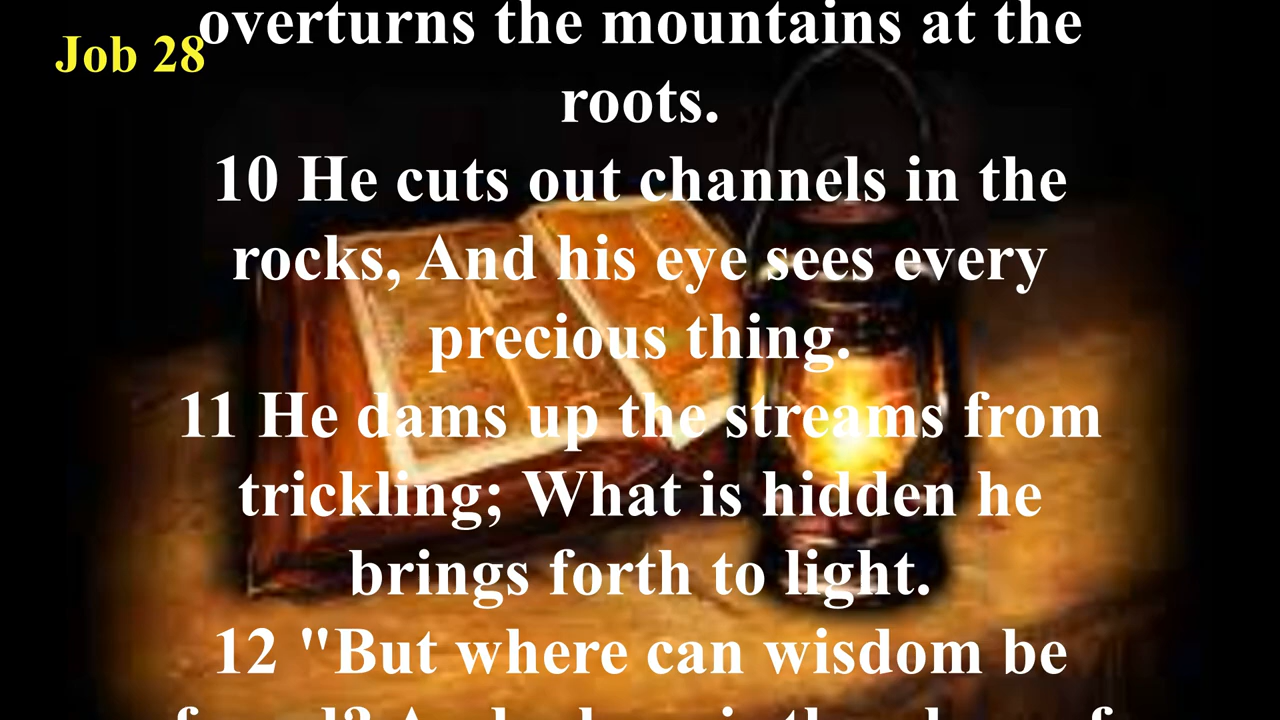 overturns the mountains at the
Job 28
roots.
10 He cuts out channels in the
rocks, And his eye sees every
precious thing.
11 He dams up the streams from
trickling; What is hidden he
brings forth to light.
12 "But where can wisdom be